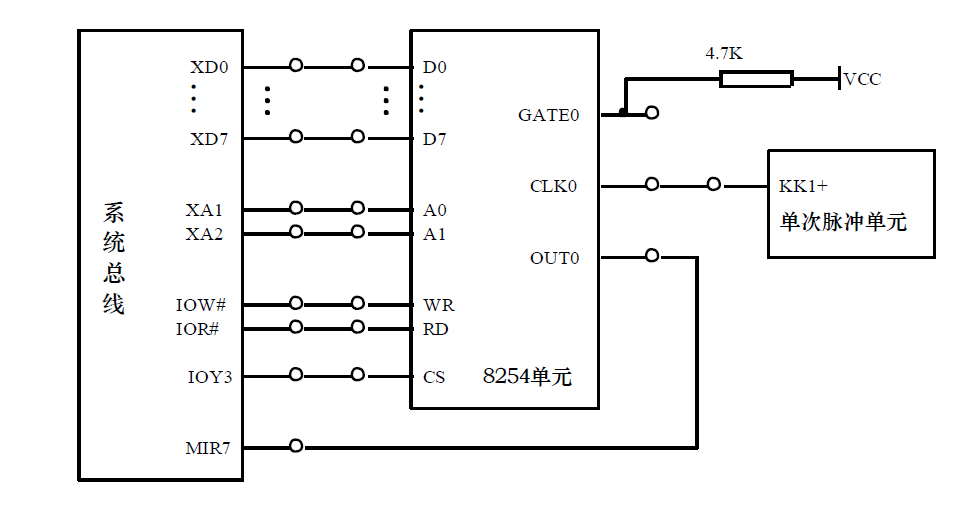 4.7K
VCC
XD0
XD7
XA1
XA2
IOW#
IOR#
IOY3
MIR7
系统总线
D0
D7
A0
A1
WR
RD
CS
8254单元
GATE0
CLK0
OUT0
KK1+
单次脉冲单元